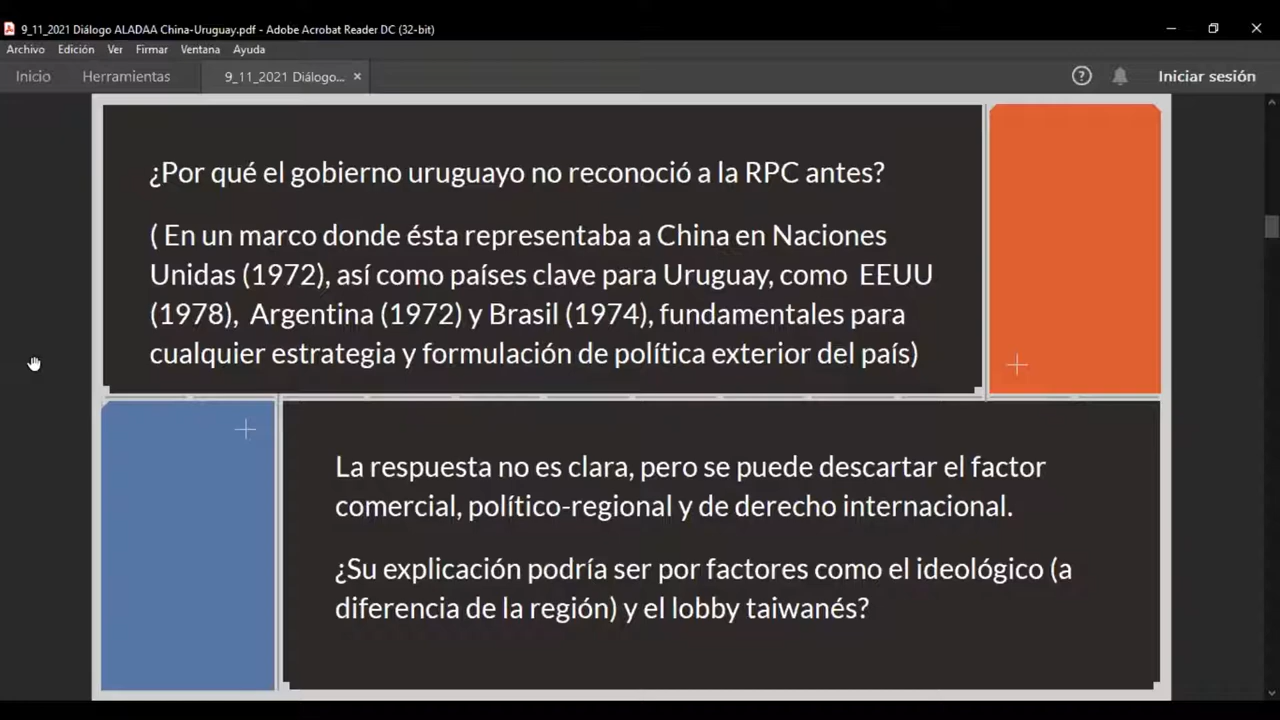 9_11_2021 Diálogo ALADAA China-Uruguay.pdf - Adobe Acrobat Reader DC (32-bit)
Archivo Edición Ver Firmar Ventana Ayuda
Inicio Herramientas 9_11_2021 Diálogo... × Iniciar sesión
¿Por qué el gobierno uruguayo no reconoció a la RPC antes?
( En un marco donde ésta representaba a China en Naciones
Unidas (1972), así como países clave para Uruguay, como EEUU
(1978), Argentina (1972) y Brasil (1974), fundamentales para
cualquier estrategia y formulación de política exterior del país)
La respuesta no es clara, pero se puede descartar el factor
comercial, político-regional y de derecho internacional.
¿Su explicación podría ser por factores como el ideológico (a
diferencia de la región) y el lobby taiwanés?